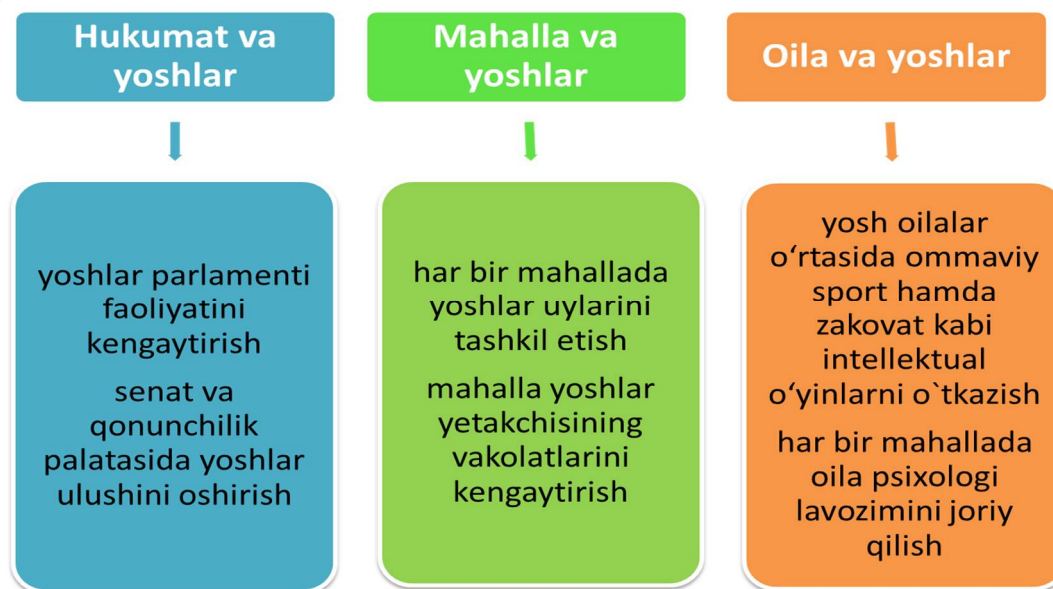 Hukumat va
yoshlar
yoshlar parlamenti
faoliyatini
kengaytirish
senat va
qonunchilik
palatasida yoshlar
ulushini oshirish
Mahalla va
yoshlar
har bir mahallada
yoshlar uylarini
tashkil etish
mahalla yoshlar
yetakchisining
vakolatlarini
kengaytirish
Oila va yoshlar
yosh oilalar
o‘rtasida ommaviy
sport hamda
zakovat kabi
intellektual
o‘yinlarni o`tkazish
har bir mahallada
oila psixologi
lavozimini joriy
qilish